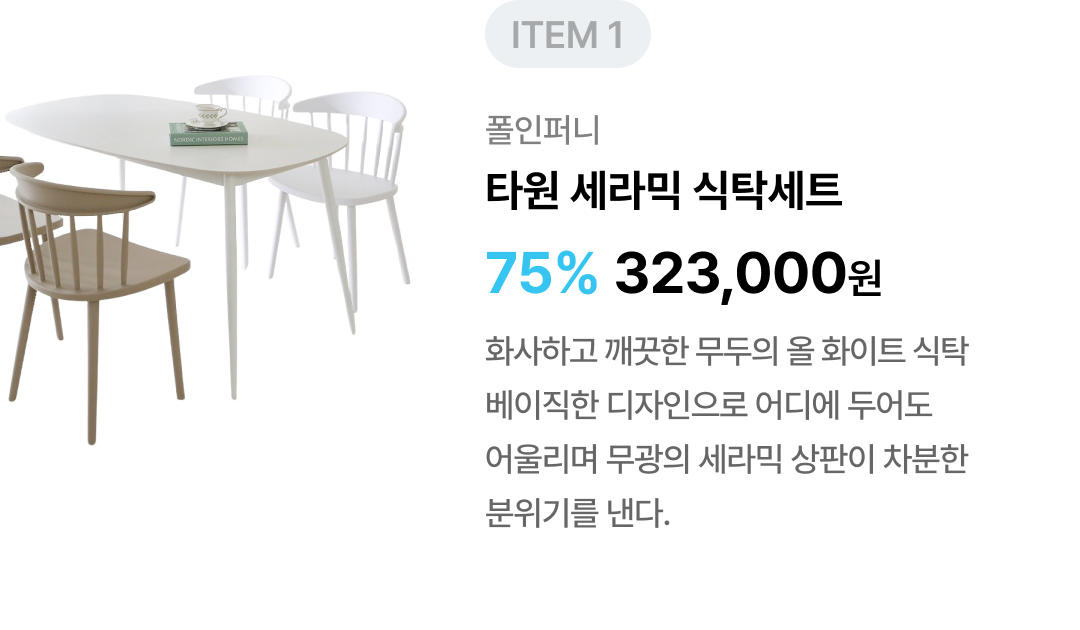 ITEM 1
폴인퍼니
타원 세라믹 식탁세트
75% 323,000원
화사하고 깨끗한 무두의 올 화이트 식탁
베이직한 디자인으로 어디에 두어도
어울리며 무광의 세라믹 상판이 차분한
분위기를 낸다.
NORDIC INTERIORS HOMES